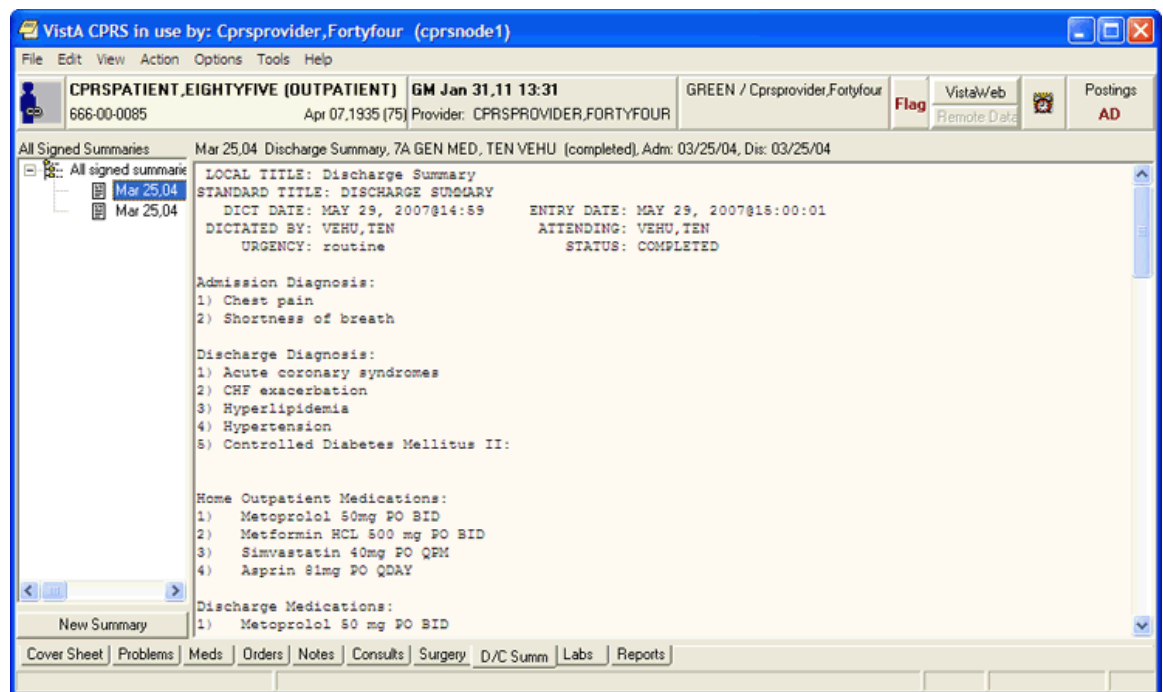 VistA CPRS in use by: Cprsprovider,Fortyfour (cprsnode1)
File Edit View Action Options Tools Help
CPRSPATIENT,EIGHTYFIVE (OUTPATIENT) GM Jan 31,11 13:31 GREEN / Cprsprovider,Fortyfour Flag VistaWeb Postings
666-00-0085 Apr 07,1935 (75) Provider: CPRSPROVIDER,FORTYFOUR Remote Data AD
All Signed Summaries Mar 25,04 Discharge Summary, 7A GEN MED, TEN VEHU (completed), Adm: 03/25/04, Dis: 03/25/04
All signed summarie
Mar 25,04
Mar 25,04
LOCAL TITLE: Discharge Summary
STANDARD TITLE: DISCHARGE SUMMARY
DICT DATE: MAY 29, 2007@14:59 ENTRY DATE: MAY 29, 2007@15:00:01
DICTATED BY: VEHU,TEN ATTENDING: VEHU,TEN
URGENCY: routine STATUS: COMPLETED
Admission Diagnosis:
1) Chest pain
2) Shortness of breath
Discharge Diagnosis:
1) Acute coronary syndromes
2) CHF exacerbation
3) Hyperlipidemia
4) Hypertension
5) Controlled Diabetes Mellitus II:
Home Outpatient Medications:
1) Metoprolol 50mg PO BID
2) Metformin HCL 500 mg PO BID
3) Simvastatin 40mg PO QPM
4) Asprin 81mg PO QDAY
Discharge Medications:
1) Metoprolol 50 mg PO BID
New Summary
Cover Sheet Problems Meds Orders Notes Consults Surgery D/C Summ Labs Reports